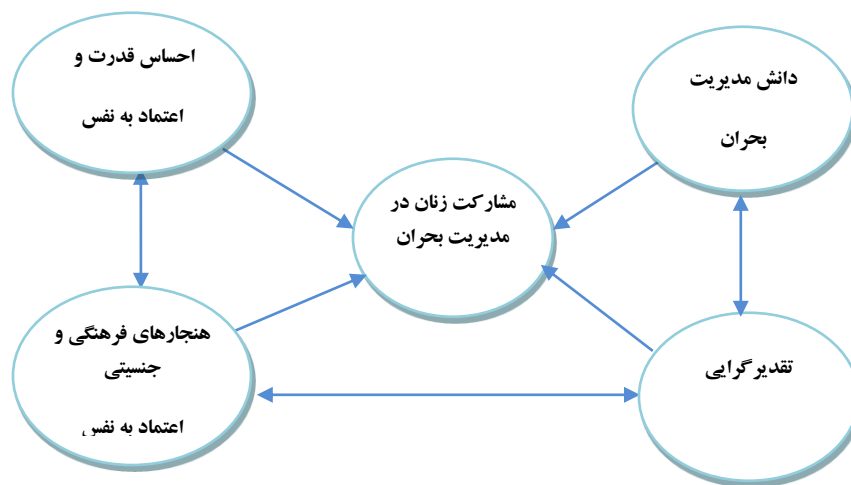 احساس قدرت و
اعتماد به نفس
دانش مدیریت
بحران
مشارکت زنان در
مدیریت بحران
هنجارهای فرهنگی و
جنسیتی
اعتماد به نفس
تقدیرگرایی